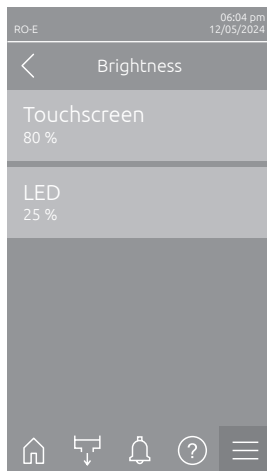 06:04 pm
RO-E 12/05/2024
Brightness
Touchscreen
80 %
LED
25 %
?